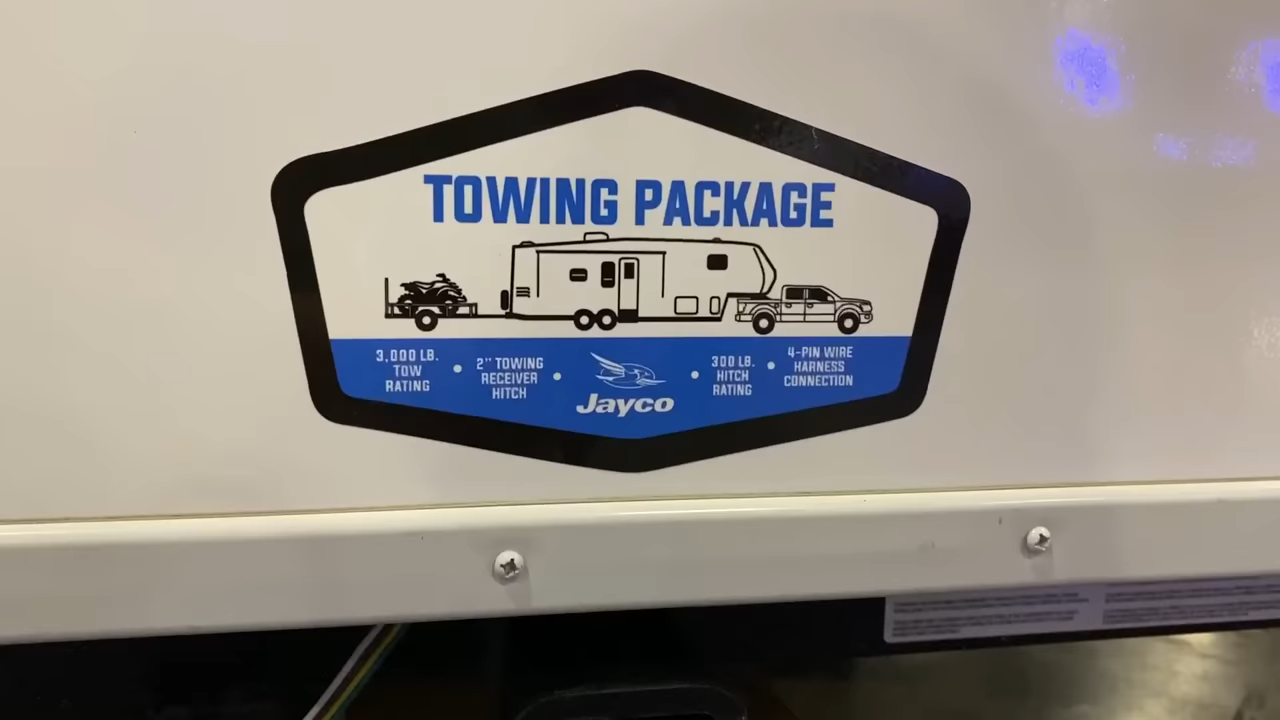 TOWING PACKAGE
3,000 LB.
TOW
RATING
2" TOWING
RECEIVER
HITCH
Jayco
300 LB.
HITCH
RATING
4-PIN WIRE
HARNESS
CONNECTION